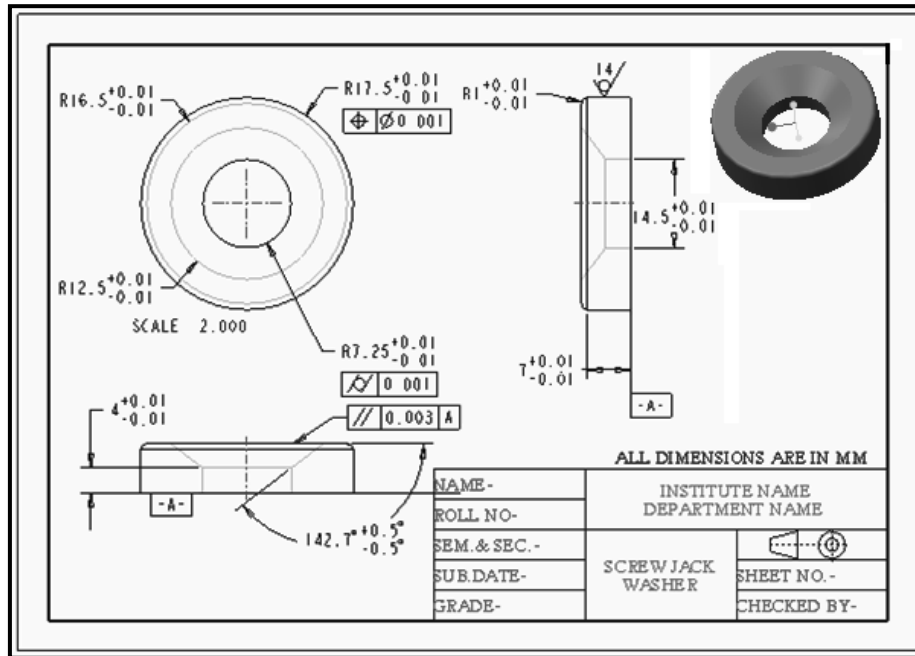 R16.5 +0.01 -0.01
R17.5 +0.01 -0.01
⌖ ⌀0 001
R12.5 +0.01 -0.01
SCALE 2.000
R7.25 +0.01 -0 01
⌭ 0 001
// 0.003 A
4 +0.01 -0.01
-A-
142.7° +0.5° -0.5°
14
R1 +0.01 -0.01
14.5 +0.01 -0.01
7 +0.01 -0.01
-A-
ALL DIMENSIONS ARE IN MM
NAME-
ROLL NO-
SEM.& SEC.-
SUB.DATE-
GRADE-
INSTITUTE NAME
DEPARTMENT NAME
SCREW JACK
WASHER
SHEET NO.-
CHECKED BY-